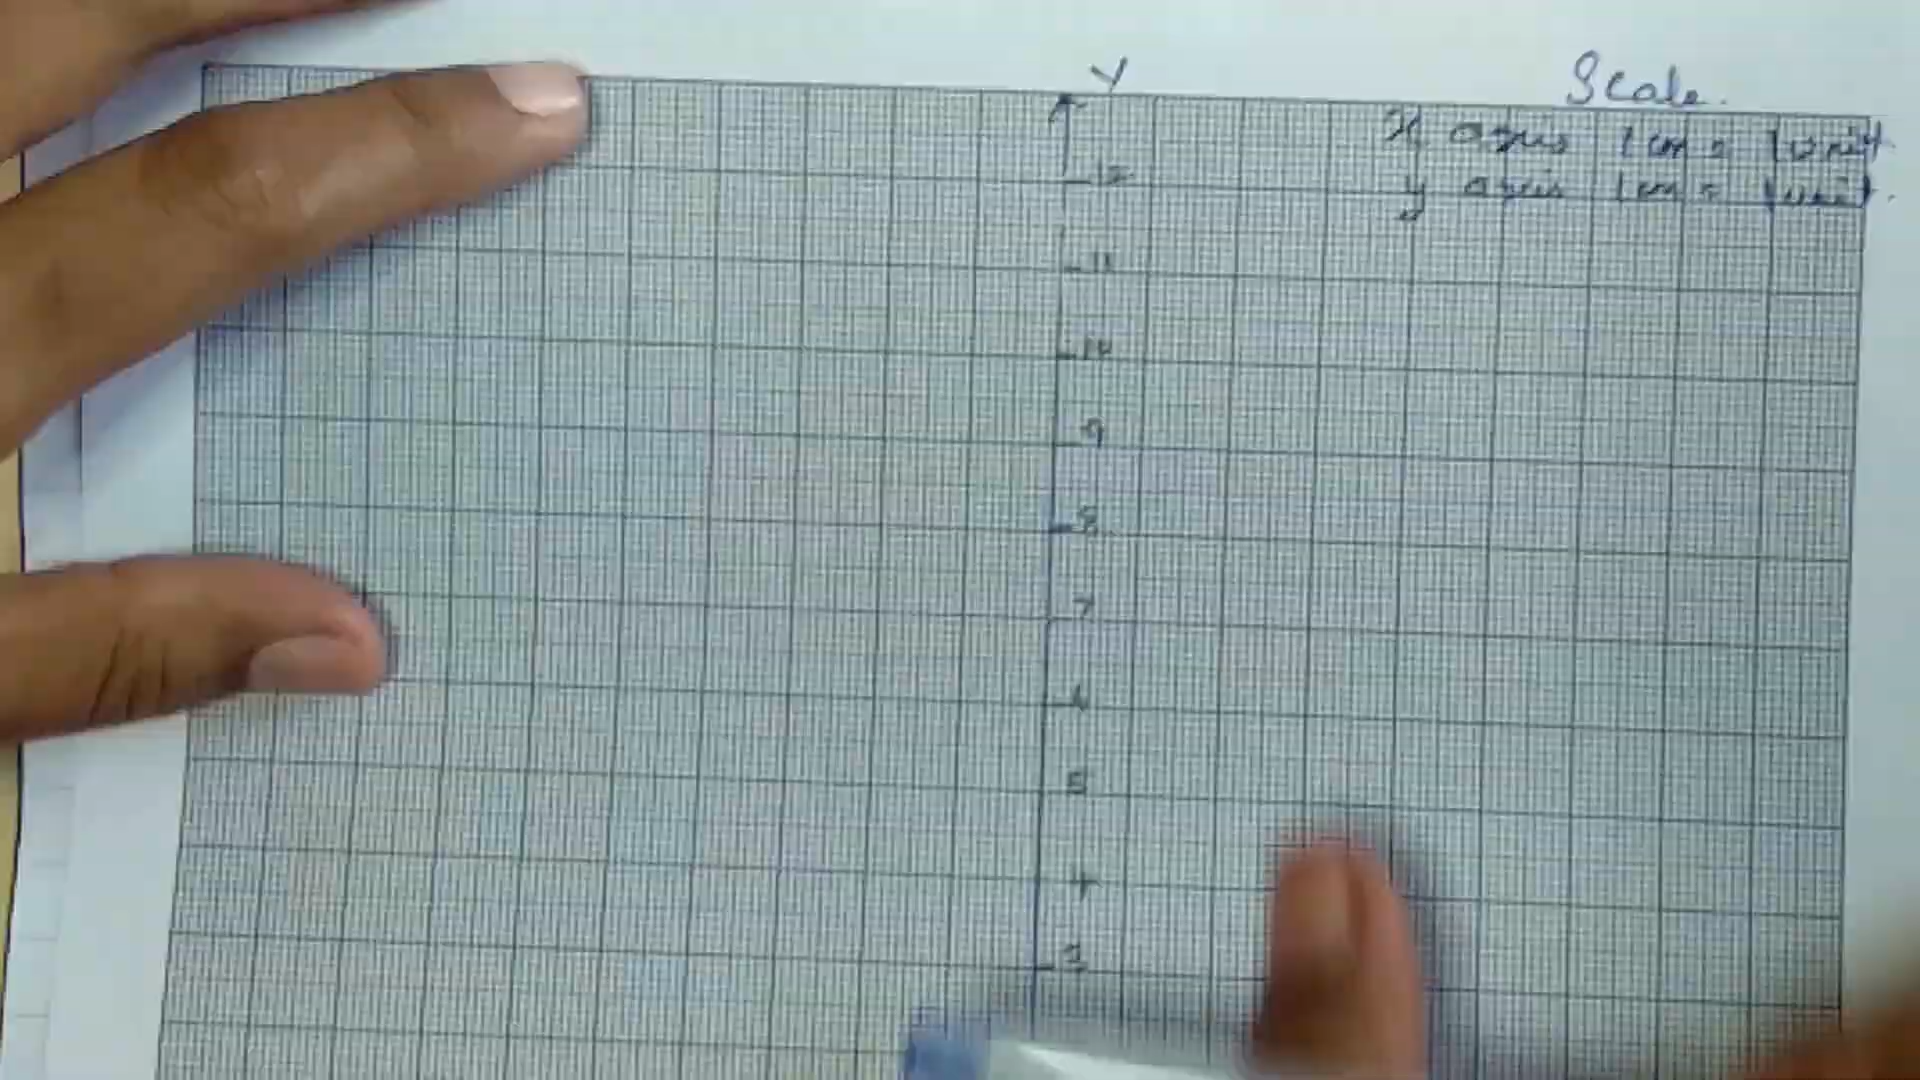 Y
Scale.
x axis 1 cm = 1 unit
y axis 1 cm = 1 unit.
12
11
10
9
8
7
6
5
4
3